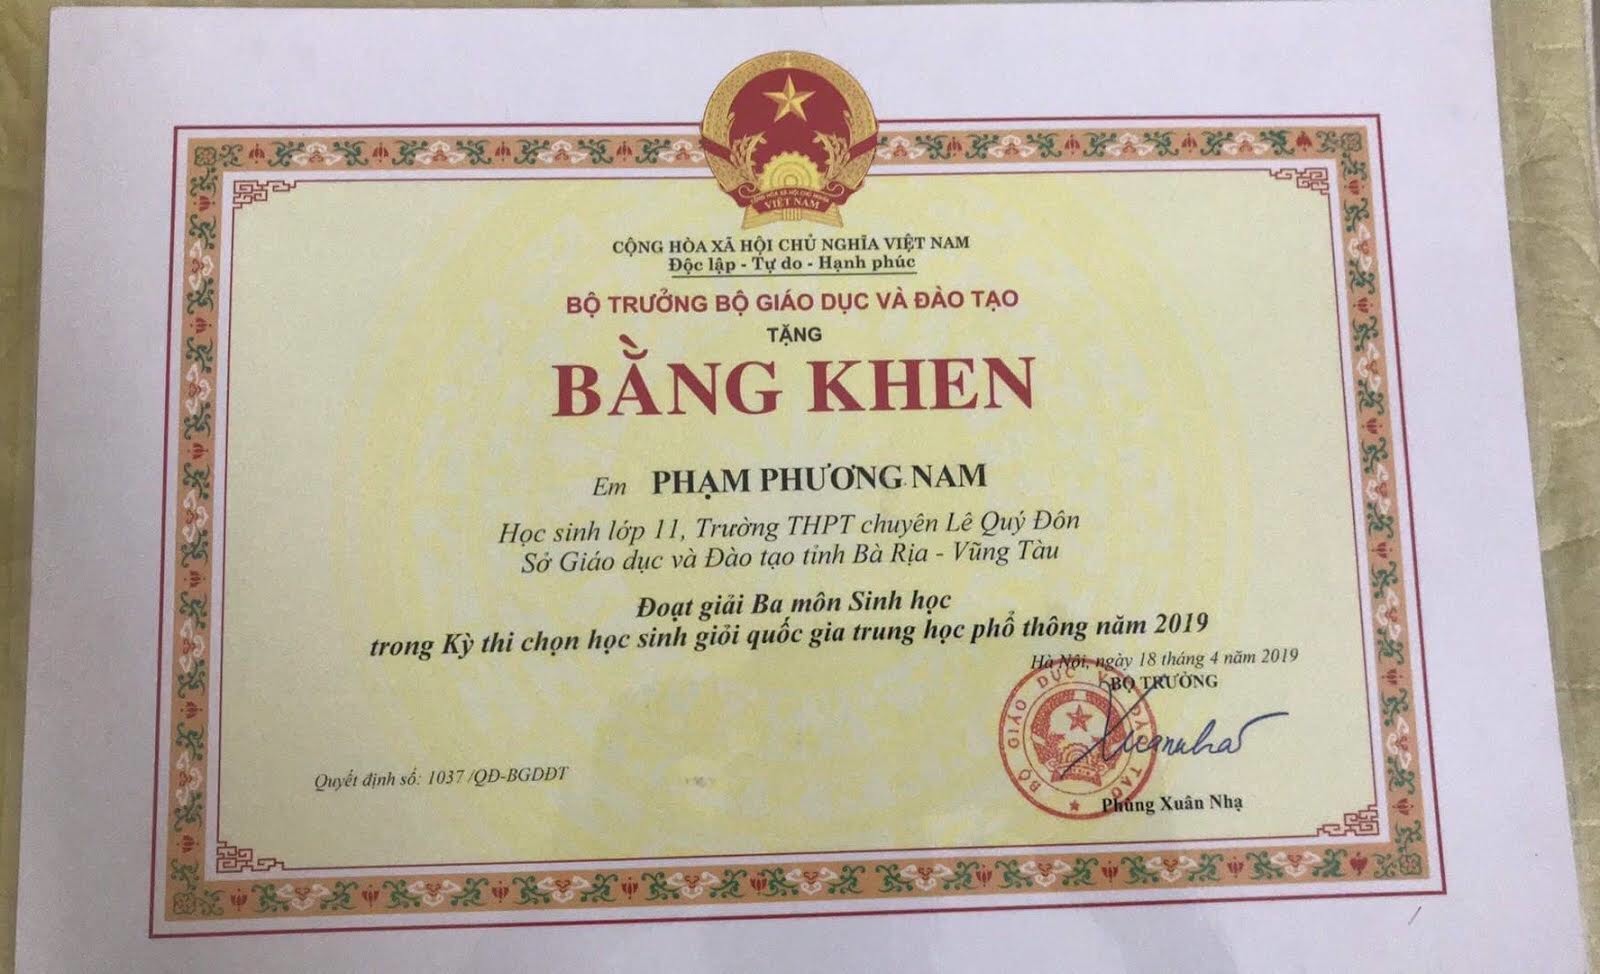 CỘNG HÒA XÃ HỘI CHỦ NGHĨA
VIỆT NAM
CỘNG HÒA XÃ HỘI CHỦ NGHĨA VIỆT NAM
Độc lập - Tự do - Hạnh phúc
BỘ TRƯỞNG BỘ GIÁO DỤC VÀ ĐÀO TẠO
TẶNG
BẰNG KHEN
Em PHẠM PHƯƠNG NAM
Học sinh lớp 11, Trường THPT chuyên Lê Quý Đôn
Sở Giáo dục và Đào tạo tỉnh Bà Rịa - Vũng Tàu
Đoạt giải Ba môn Sinh học
trong Kỳ thi chọn học sinh giỏi quốc gia trung học phổ thông năm 2019
Hà Nội, ngày 18 tháng 4 năm 2019
BỘ TRƯỞNG
BỘ GIÁO DỤC VÀ ĐÀO TẠO
Xuannha
Phùng Xuân Nhạ
Quyết định số: 1037 /QĐ-BGDĐT